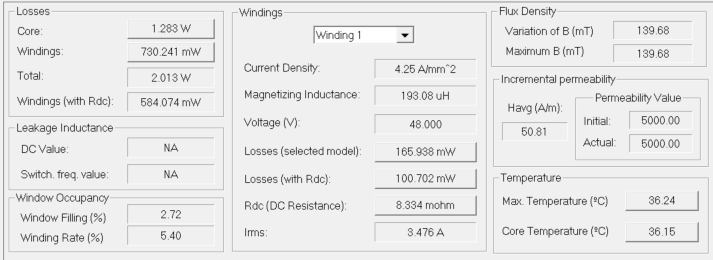 Losses
Core: 1.283 W
Windings: 730.241 mW
Total: 2.013 W
Windings (with Rdc): 584.074 mW
Leakage Inductance
DC Value: NA
Switch. freq. value: NA
Window Occupancy
Window Filling (%) 2.72
Winding Rate (%) 5.40
Windings
Winding 1
Current Density: 4.25 A/mm^2
Magnetizing Inductance: 193.08 uH
Voltage (V): 48.000
Losses (selected model): 165.938 mW
Losses (with Rdc): 100.702 mW
Rdc (DC Resistance): 8.334 mohm
Irms: 3.476 A
Flux Density
Variation of B (mT) 139.68
Maximum B (mT) 139.68
Incremental permeability
Havg (A/m):
50.81
Permeability Value
Initial: 5000.00
Actual: 5000.00
Temperature
Max. Temperature (ºC) 36.24
Core Temperature (ºC) 36.15